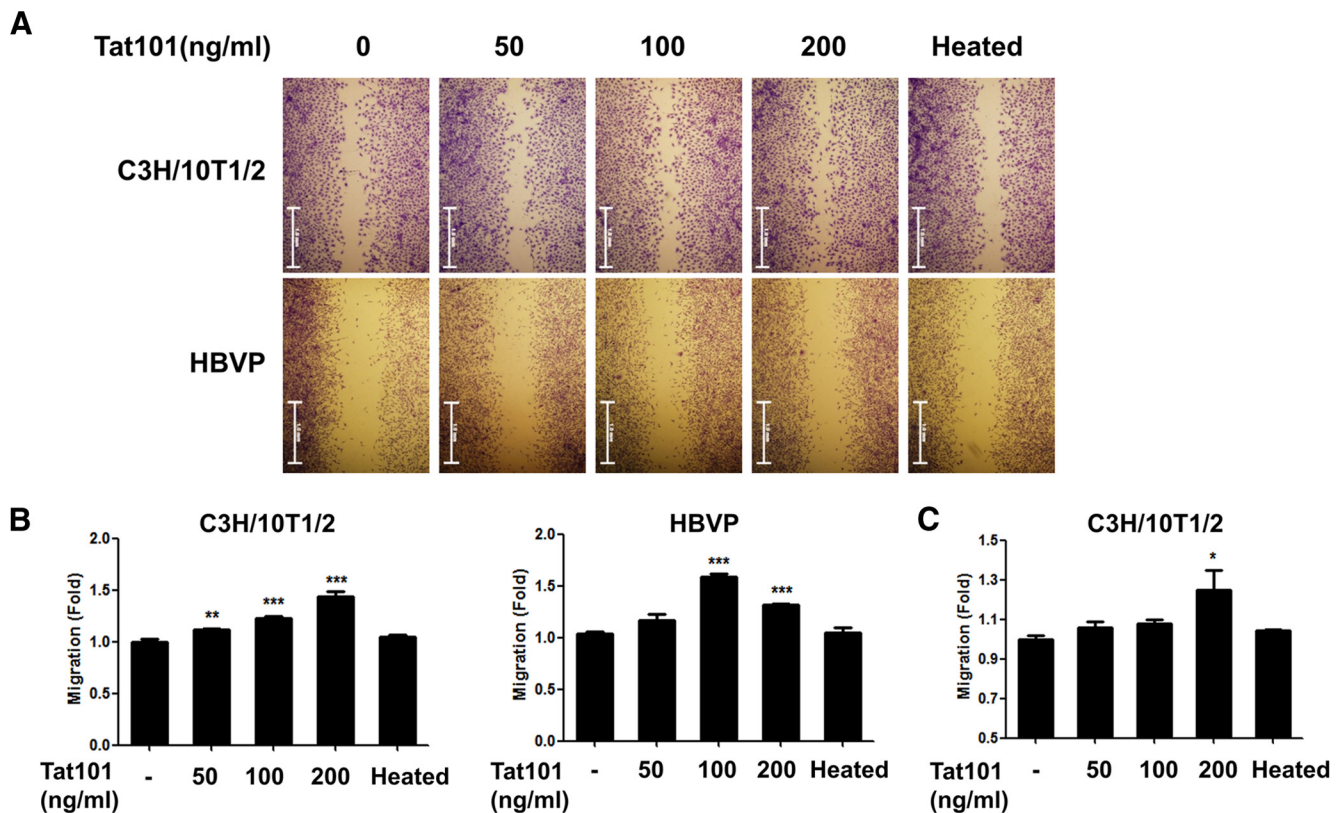 A
Tat101(ng/ml) 0 50 100 200 Heated
C3H/10T1/2
HBVP
B
C3H/10T1/2
Migration (Fold)
2.0
1.5
1.0
0.5
0.0
Tat101
(ng/ml)
- 50 100 200 Heated
** *** ***
HBVP
Migration (Fold)
2.0
1.5
1.0
0.5
0.0
- 50 100 200 Heated
*** ***
C
C3H/10T1/2
Migration (Fold)
1.5
1.3
1.1
0.9
0.7
0.5
*
Tat101
(ng/ml)
- 50 100 200 Heated